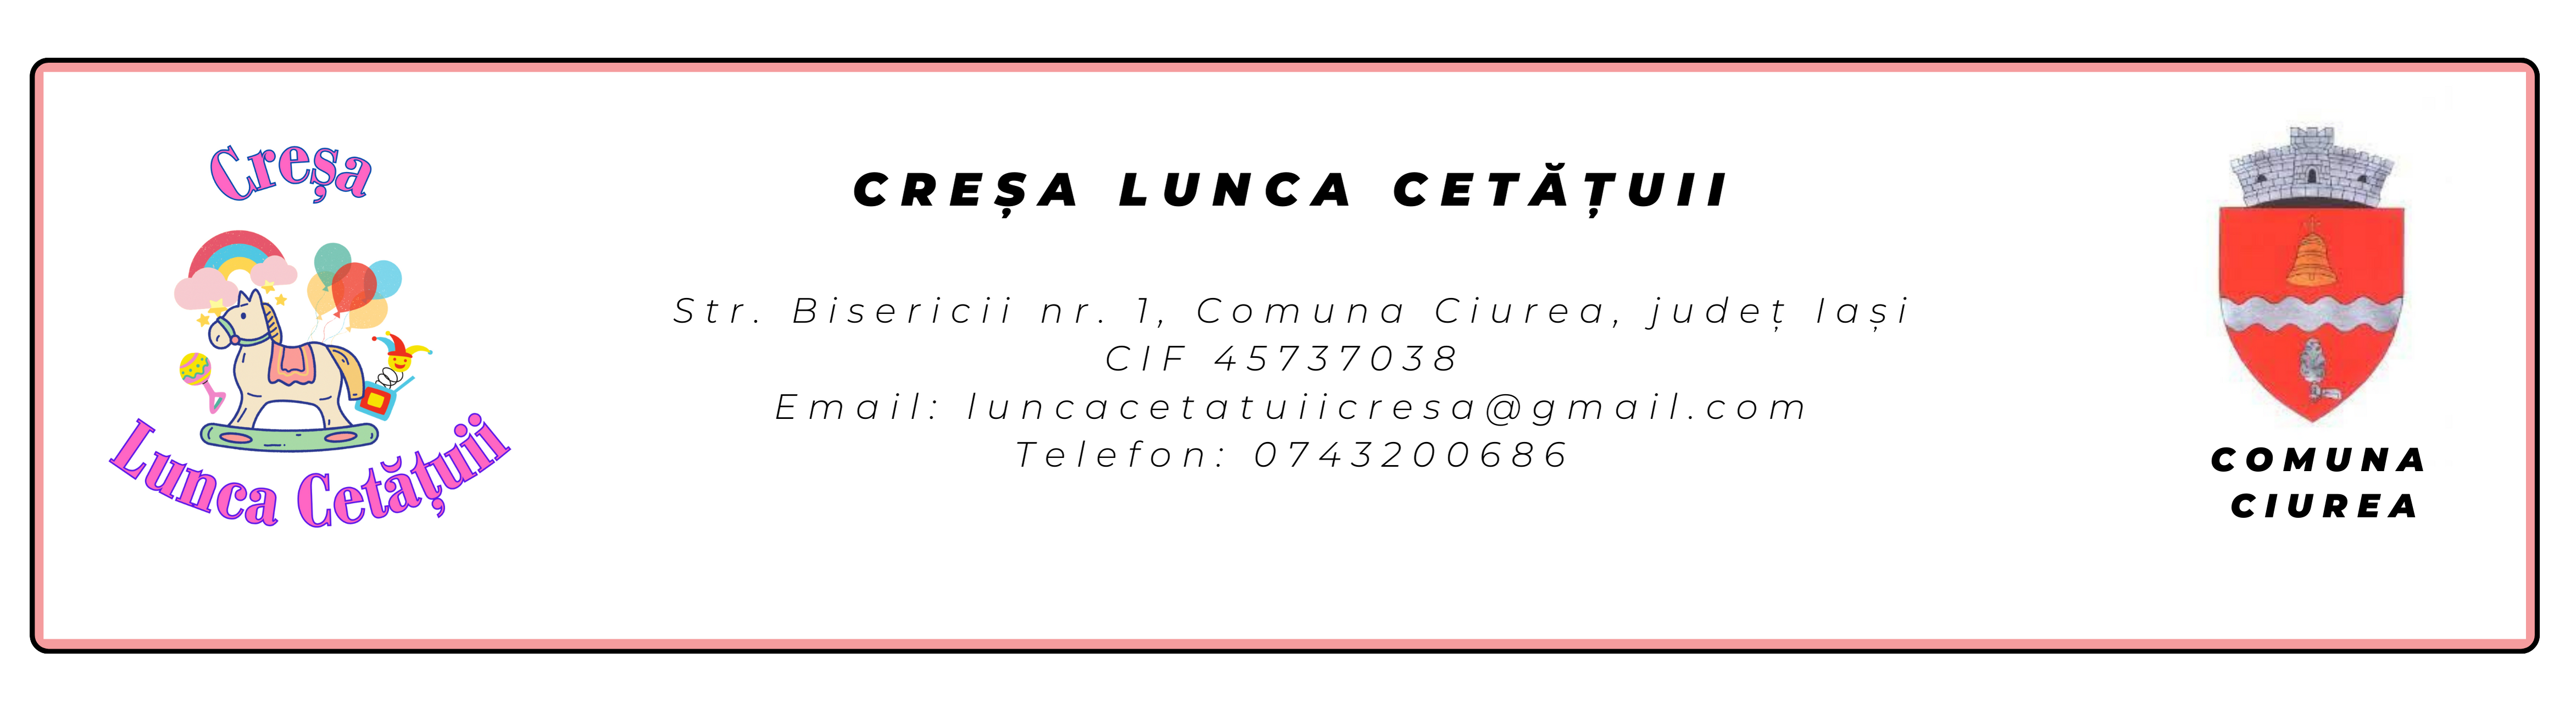 Creșa
Lunca Cetățuii
CREȘA LUNCA CETĂȚUII
Str. Bisericii nr. 1, Comuna Ciurea, județ Iași
CIF 45737038
Email: luncacetatuiicresa@gmail.com
Telefon: 0743200686
COMUNA
CIUREA